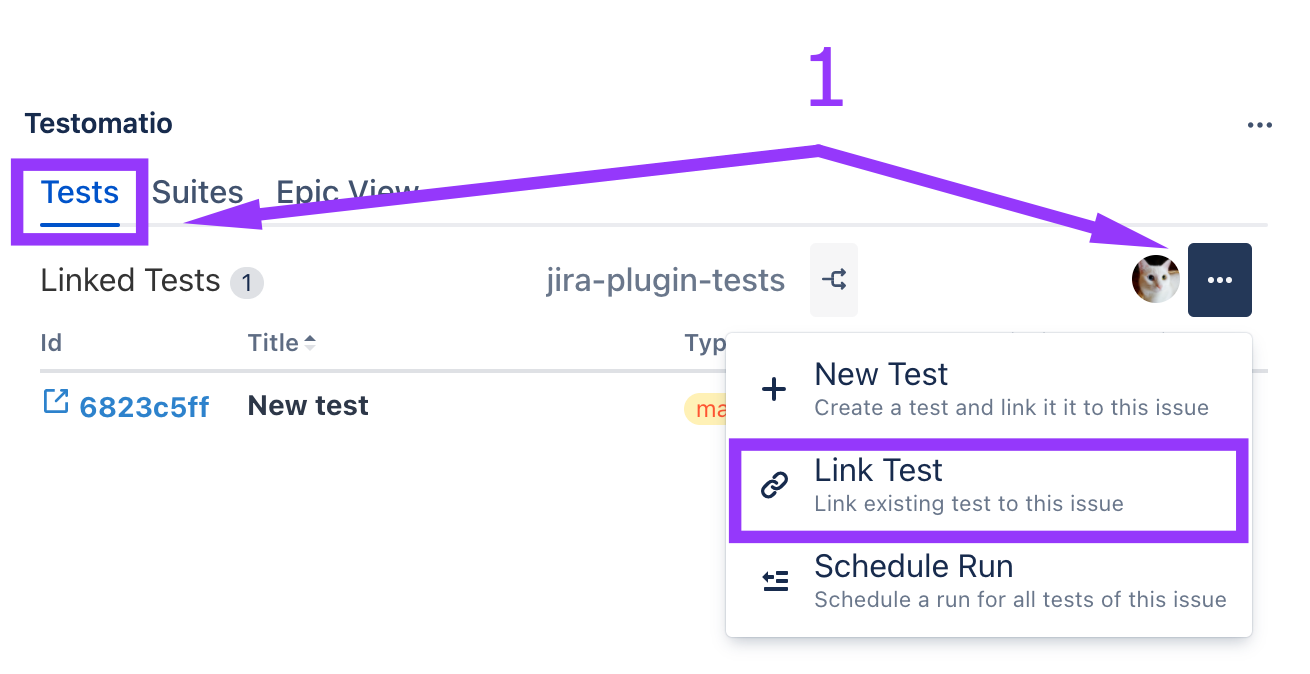 1
Testomatio
Tests Suites Epic View
Linked Tests 1 jira-plugin-tests
Id Title Typ
6823c5ff New test ma
New Test
Create a test and link it it to this issue
Link Test
Link existing test to this issue
Schedule Run
Schedule a run for all tests of this issue